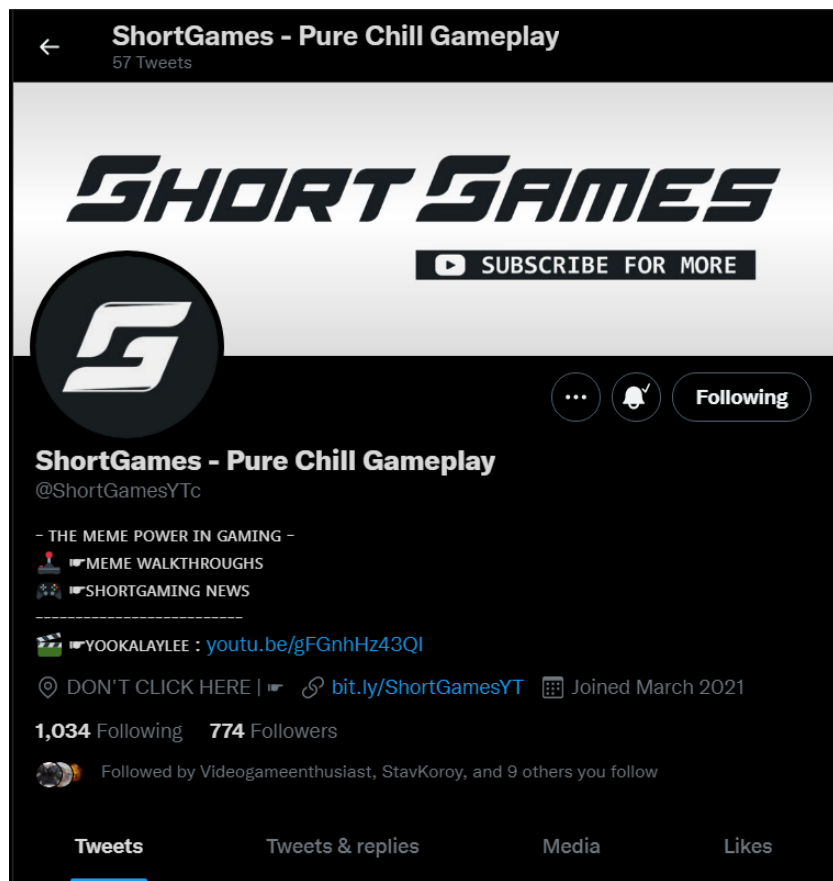 ShortGames - Pure Chill Gameplay
57 Tweets
SHORT GAMES
SUBSCRIBE FOR MORE
Following
ShortGames - Pure Chill Gameplay
@ShortGamesYTc
- THE MEME POWER IN GAMING -
🕹️ ☛MEME WALKTHROUGHS
🎮 ☛SHORTGAMING NEWS
--------------------------
🎬 ☛YOOKALAYLEE : youtu.be/gFGnhHz43QI
DON'T CLICK HERE | ☛ bit.ly/ShortGamesYT Joined March 2021
1,034 Following 774 Followers
Followed by Videogameenthusiast, StavKoroy, and 9 others you follow
Tweets Tweets & replies Media Likes